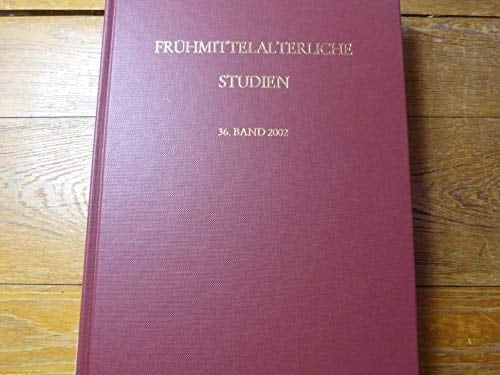 FRÜHMITTELALTERLICHE
STUDIEN
36. BAND 2002